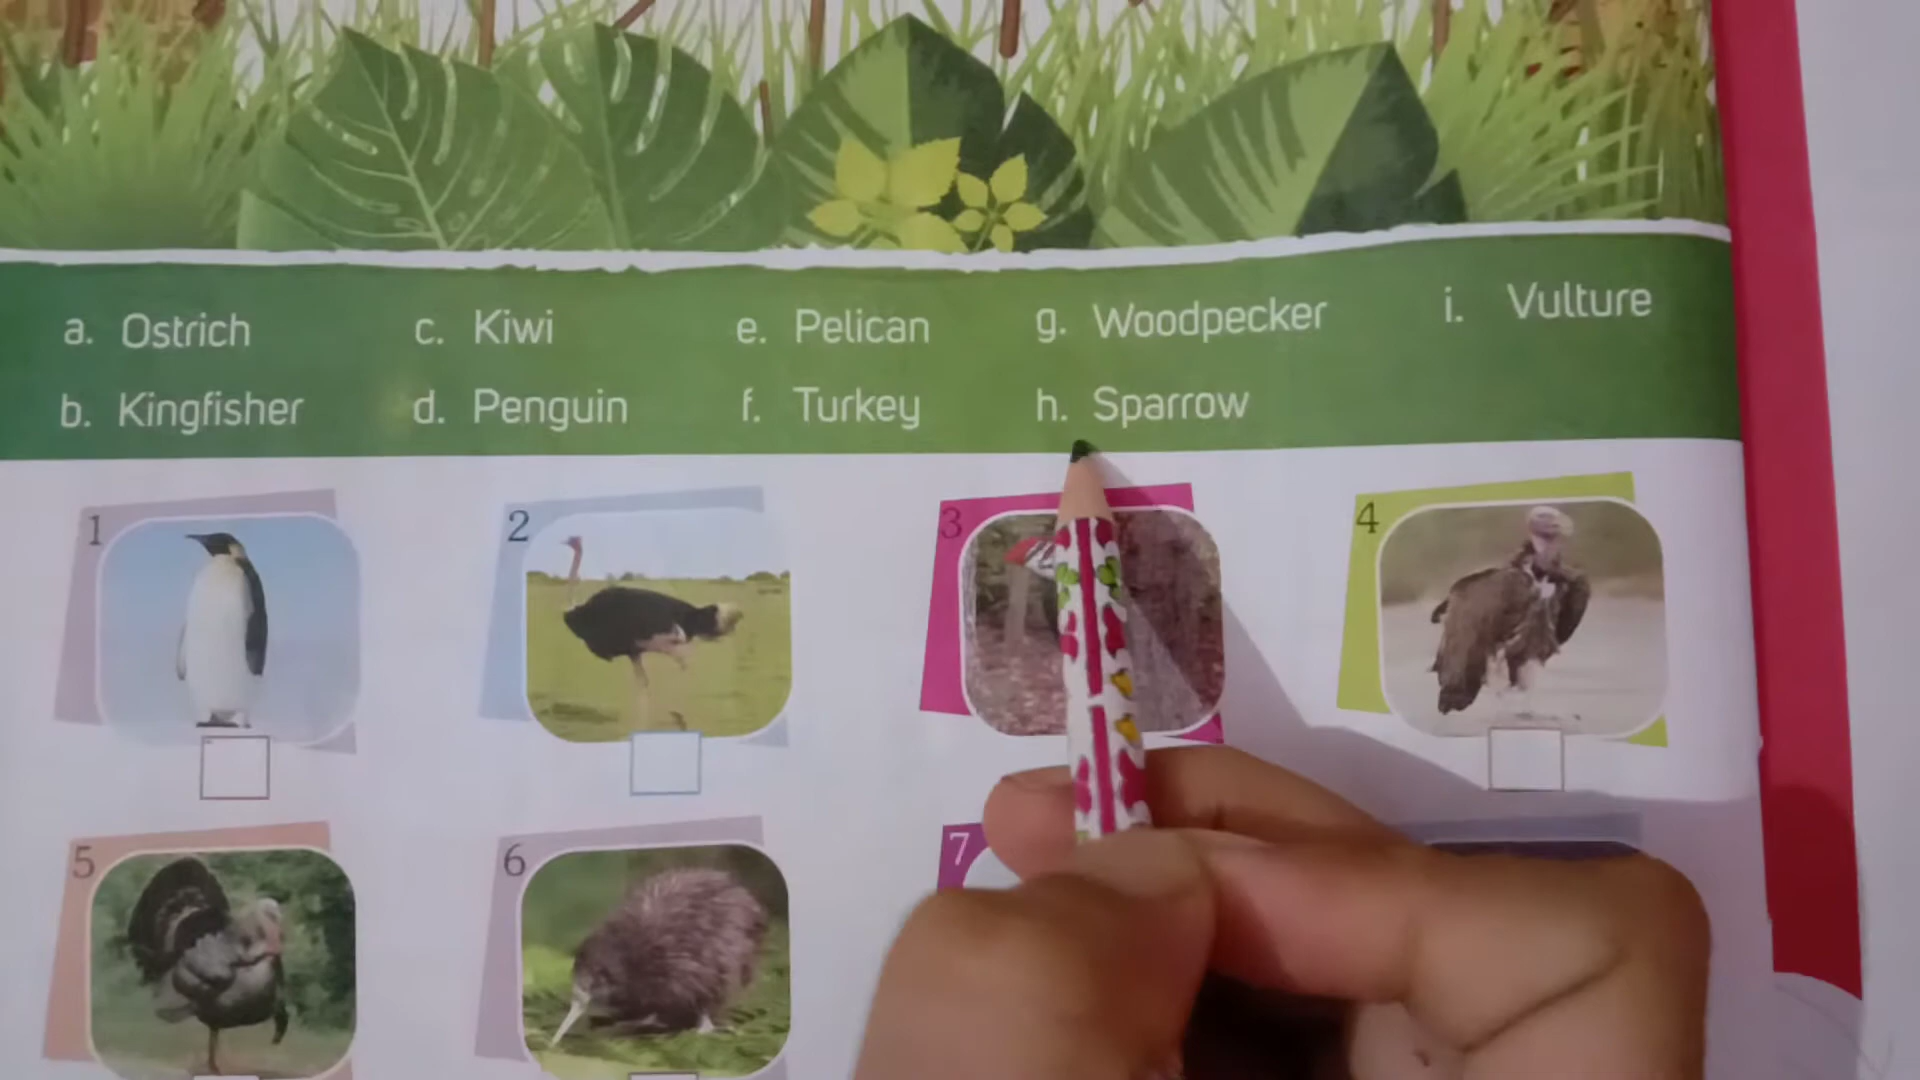 a. Ostrich c. Kiwi e. Pelican g. Woodpecker i. Vulture
b. Kingfisher d. Penguin f. Turkey h. Sparrow
1 2 3 4
5 6 7